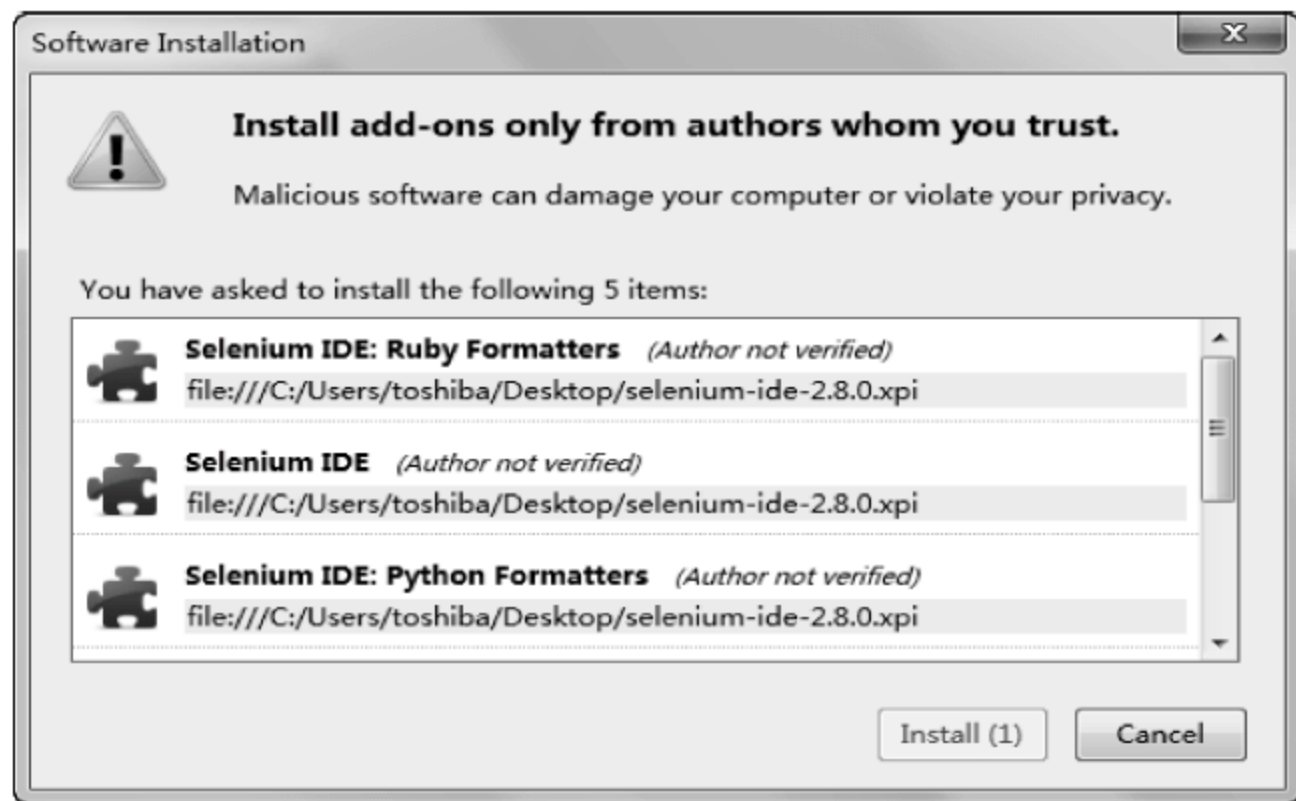 Software Installation
Install add-ons only from authors whom you trust.
Malicious software can damage your computer or violate your privacy.
You have asked to install the following 5 items:
Selenium IDE: Ruby Formatters (Author not verified)
file:///C:/Users/toshiba/Desktop/selenium-ide-2.8.0.xpi
Selenium IDE (Author not verified)
file:///C:/Users/toshiba/Desktop/selenium-ide-2.8.0.xpi
Selenium IDE: Python Formatters (Author not verified)
file:///C:/Users/toshiba/Desktop/selenium-ide-2.8.0.xpi
Install (1) Cancel